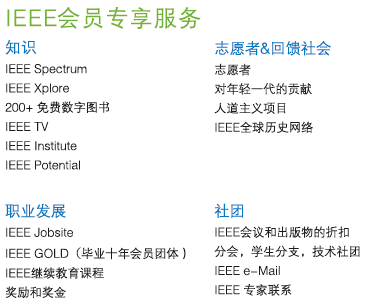 IEEE会员专享服务
知识
IEEE Spectrum
IEEE Xplore
200+ 免费数字图书
IEEE TV
IEEE Institute
IEEE Potential
志愿者&回馈社会
志愿者
对年轻一代的贡献
人道主义项目
IEEE全球历史网络
职业发展
IEEE Jobsite
IEEE GOLD（毕业十年会员团体 ）
IEEE继续教育课程
奖励和奖金
社团
IEEE会议和出版物的折扣
分会，学生分支，技术社团
IEEE e-Mail
IEEE 专家联系